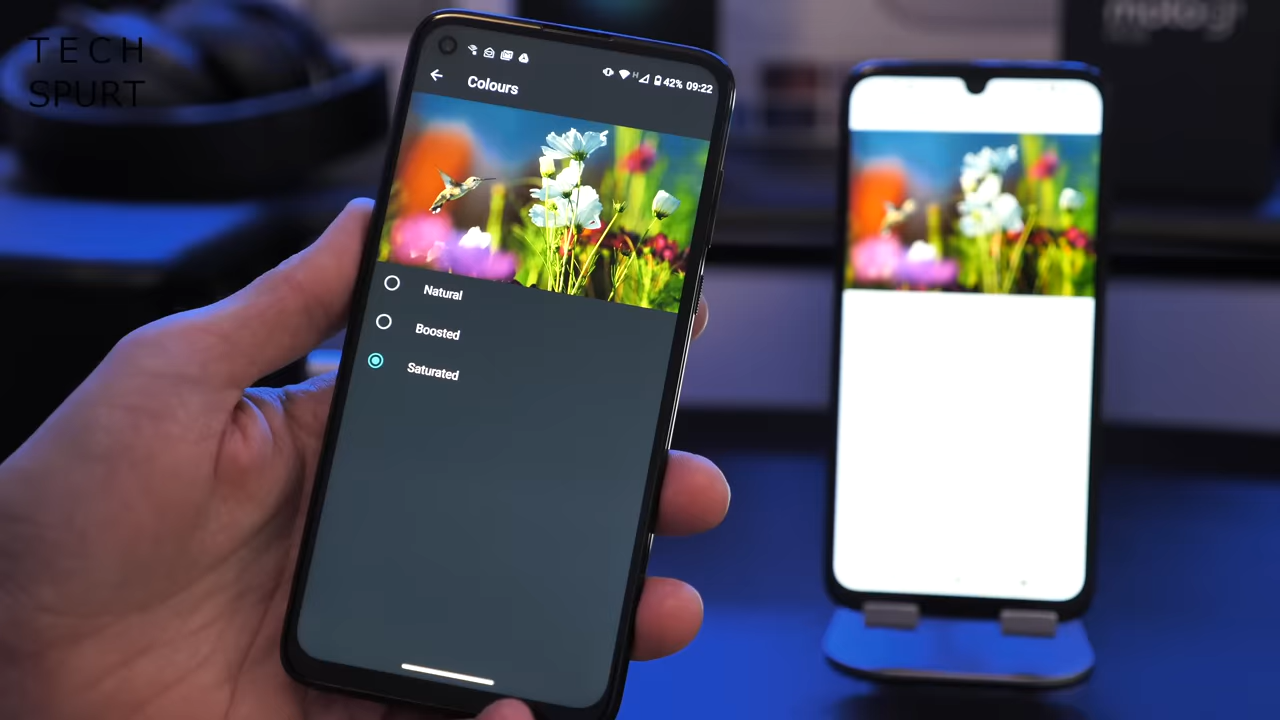 TECH
SPURT
H 42% 09:22
Colours
Natural
Boosted
Saturated